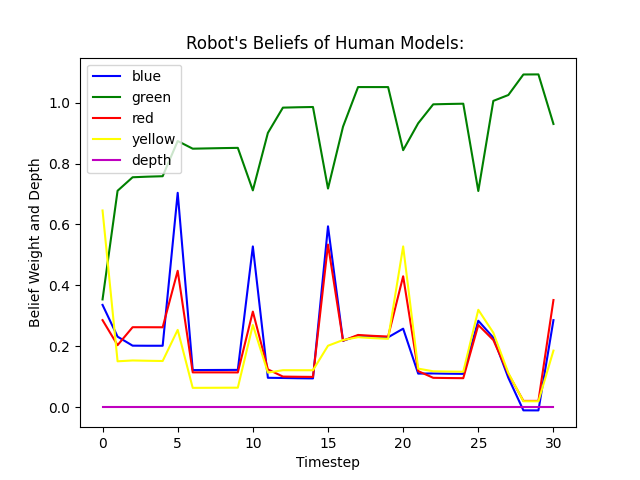 Robot's Beliefs of Human Models:
blue
green
red
yellow
depth
Belief Weight and Depth
1.0
0.8
0.6
0.4
0.2
0.0
0 5 10 15 20 25 30
Timestep